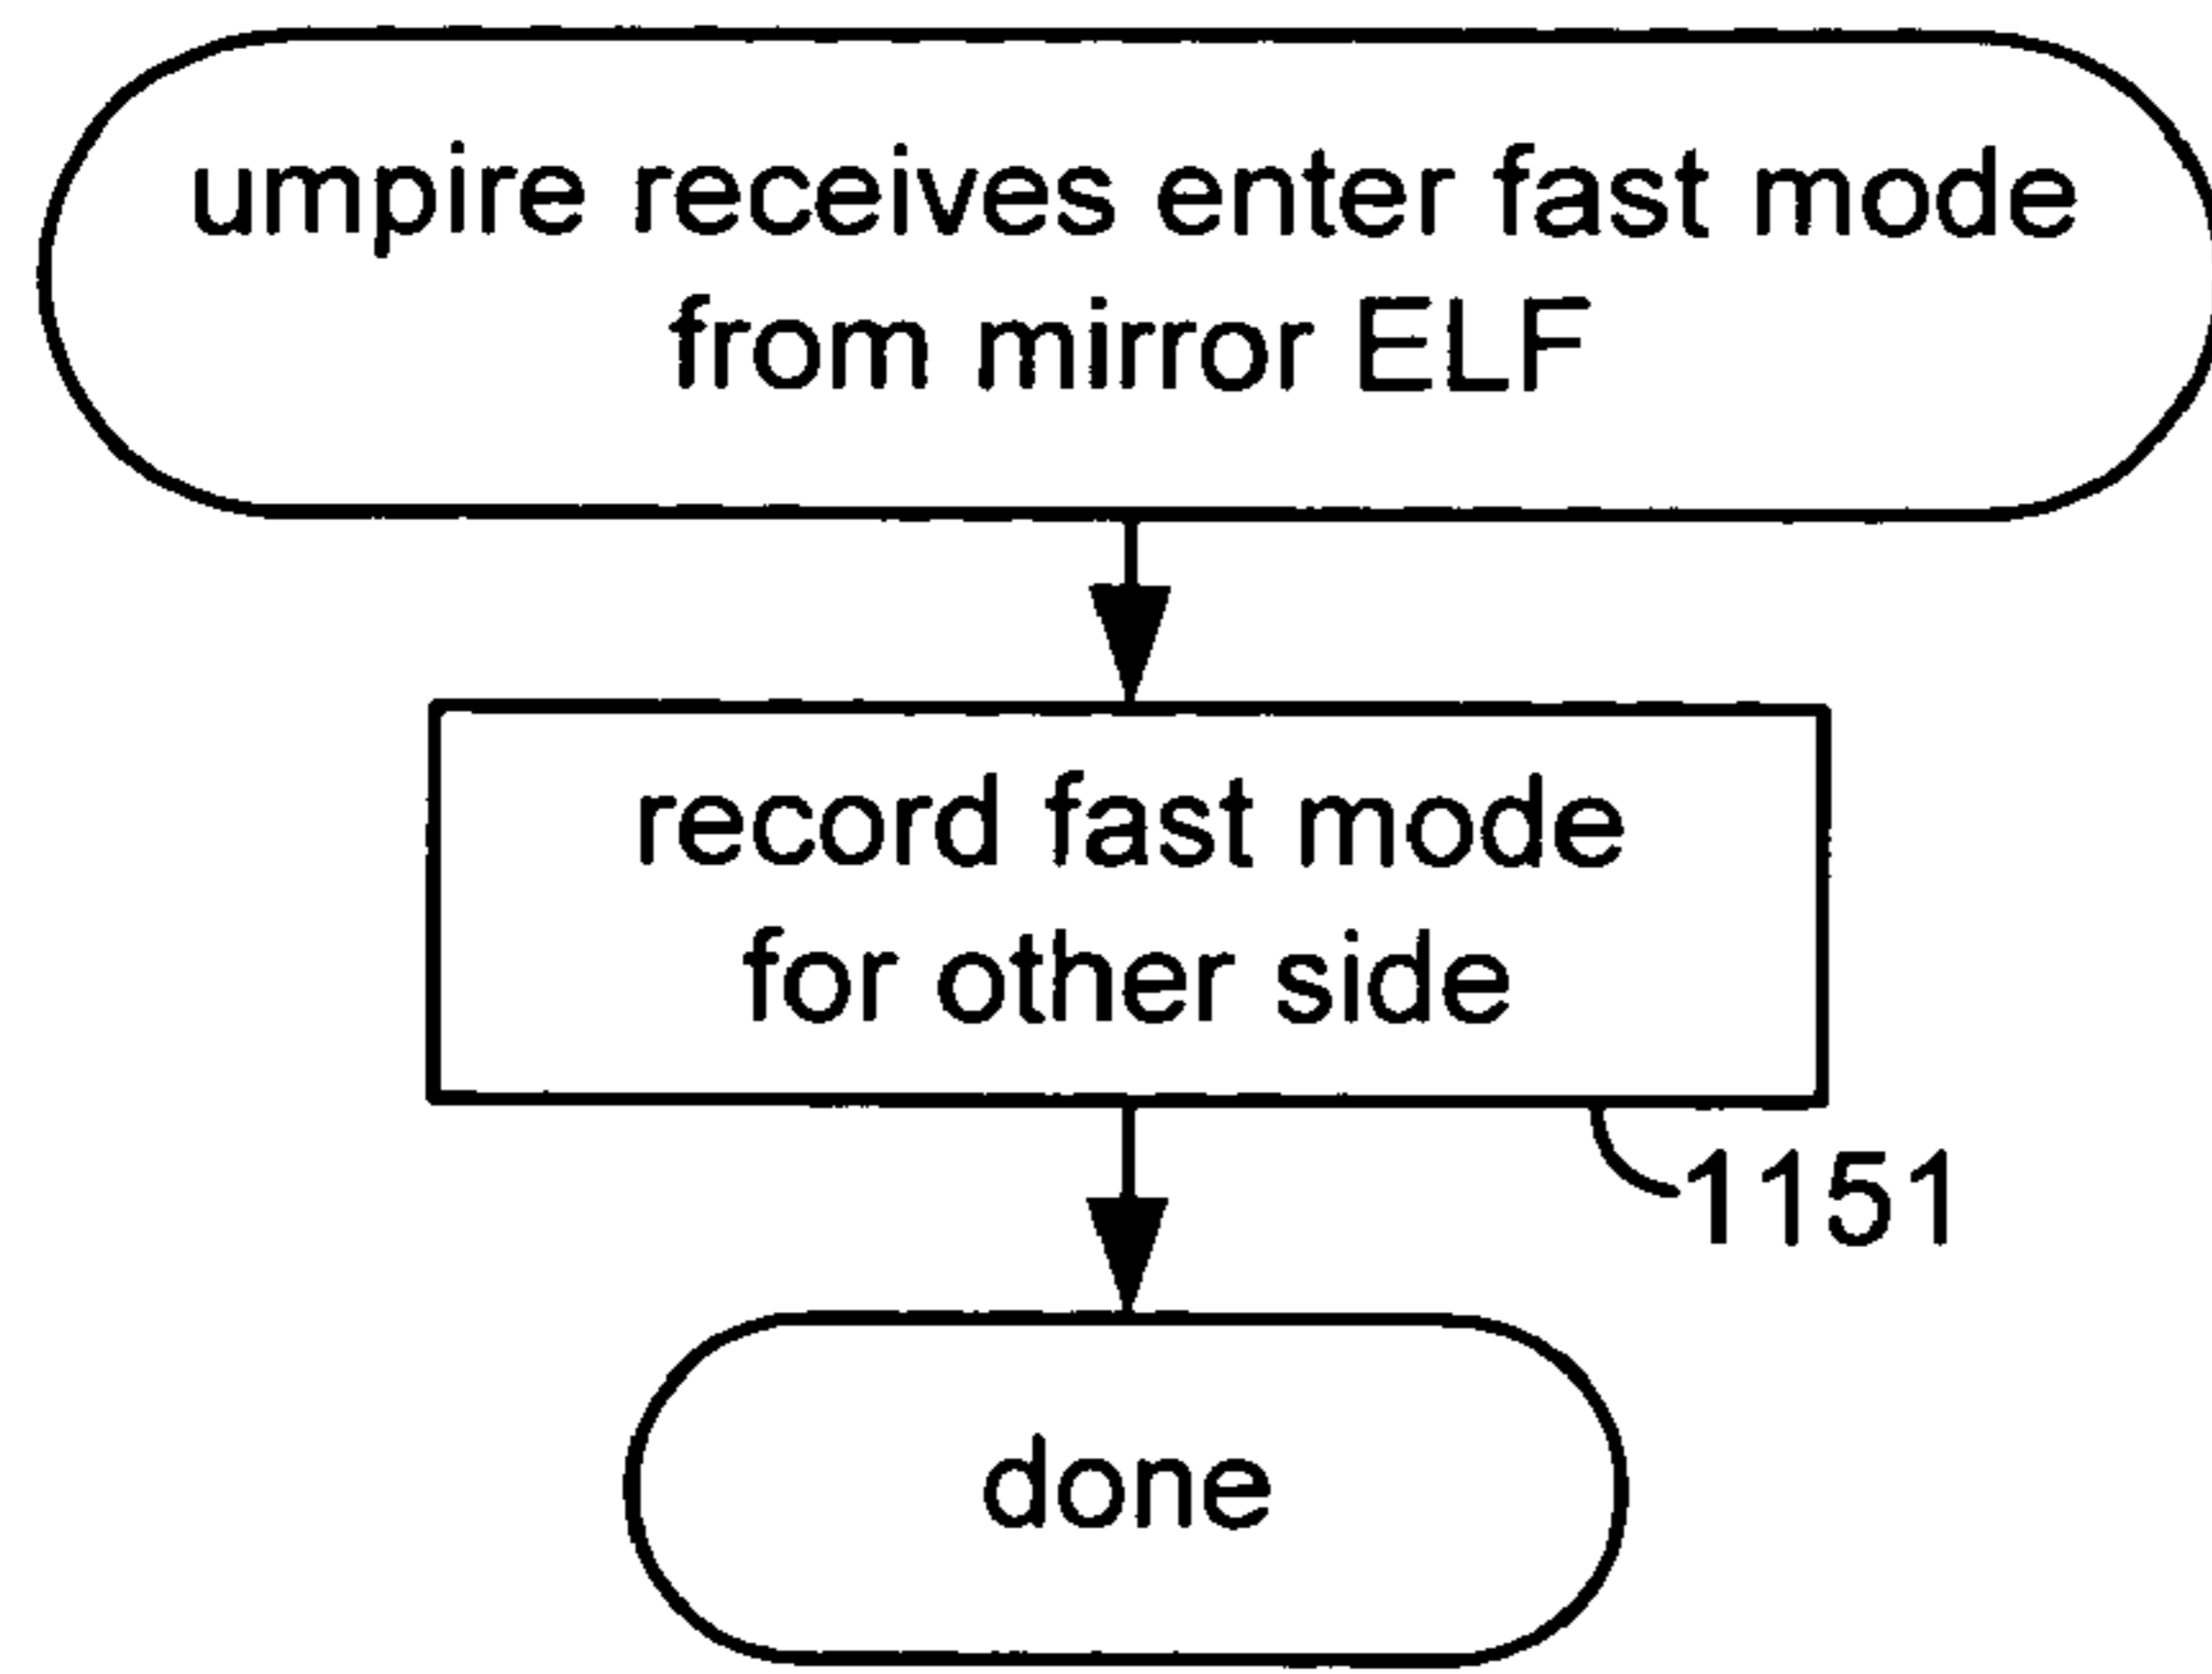 umpire receives enter fast mode
from mirror ELF
record fast mode
for other side
1151
done